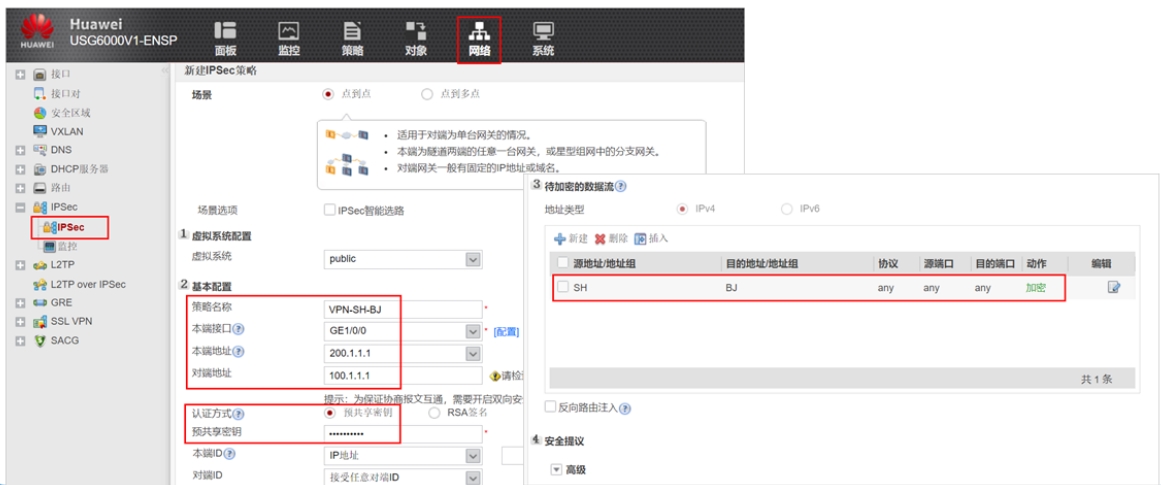 Huawei
USG6000V1-ENSP
HUAWEI
面板
监控
策略
对象
网络
系统
接口
接口对
安全区域
VXLAN
DNS
DHCP服务器
路由
IPSec
IPSec
监控
L2TP
L2TP over IPSec
GRE
SSL VPN
SACG
新建IPSec策略
场景
点到点
点到多点
• 适用于对端为单台网关的情况。
• 本端为隧道两端的任意一台网关，或星型组网中的分支网关。
• 对端网关一般有固定的IP地址或域名。
场景选项
IPSec智能选路
1 虚拟系统配置
虚拟系统
public
2 基本配置
策略名称
VPN-SH-BJ
*
本端接口
GE1/0/0
* [配置]
本端地址
200.1.1.1
对端地址
100.1.1.1
请检
提示：为保证协商报文互通，需要开启双向安
认证方式
预共享密钥
RSA签名
预共享密钥
••••••••••
*
本端ID
IP地址
对端ID
接受任意对端ID
3 待加密的数据流
地址类型
IPv4
IPv6
新建
删除
插入
源地址/地址组
目的地址/地址组
协议
源端口
目的端口
动作
编辑
SH
BJ
any
any
any
加密
共 1 条
反向路由注入
4 安全提议
高级